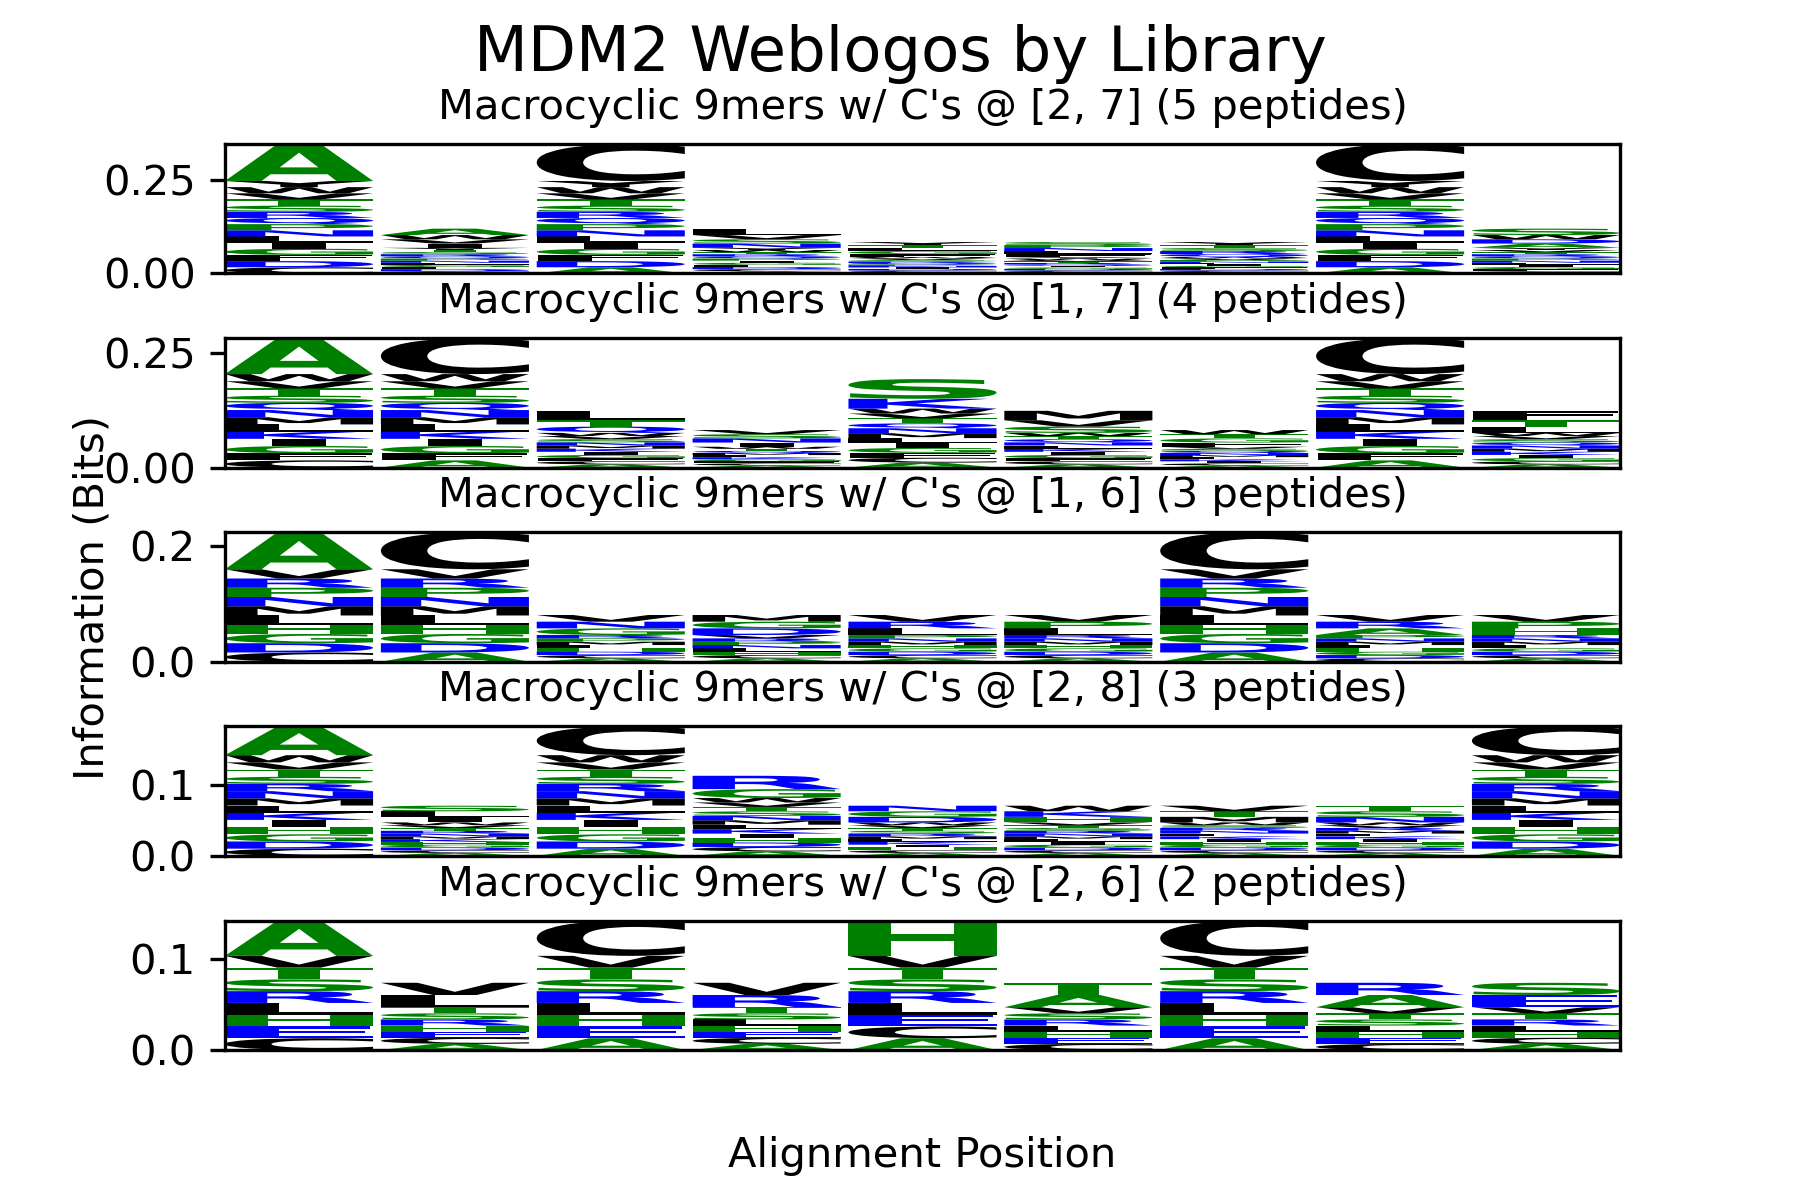 MDM2 Weblogos by Library
Macrocyclic 9mers w/ C's @ [2, 7] (5 peptides)
0.25
0.00
Macrocyclic 9mers w/ C's @ [1, 7] (4 peptides)
0.25
0.00
Information (Bits)
Macrocyclic 9mers w/ C's @ [1, 6] (3 peptides)
0.2
0.0
Macrocyclic 9mers w/ C's @ [2, 8] (3 peptides)
0.1
0.0
Macrocyclic 9mers w/ C's @ [2, 6] (2 peptides)
0.1
0.0
Alignment Position